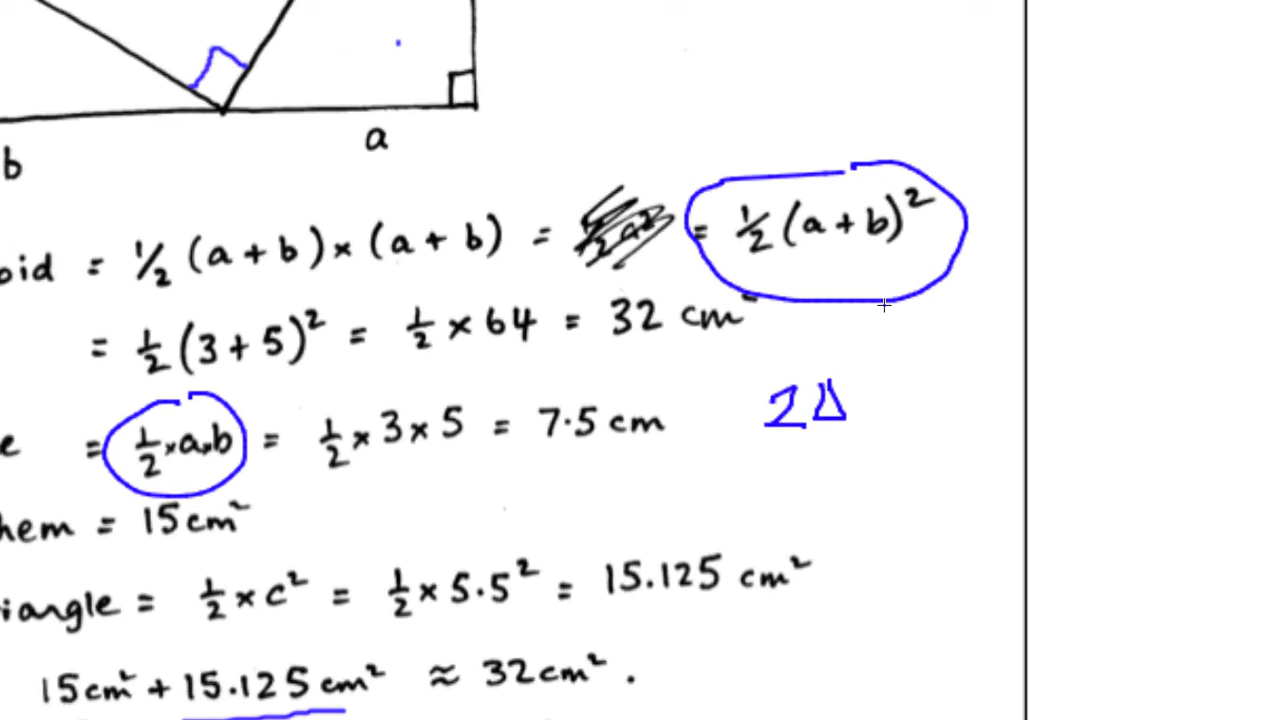 a
b
oid = ½ (a + b) × (a + b) = = ½ (a + b)²
= ½ (3 + 5)² = ½ × 64 = 32 cm²
e = ½ × a × b = ½ × 3 × 5 = 7.5 cm
2Δ
hem = 15 cm²
iangle = ½ × c² = ½ × 5.5² = 15.125 cm²
15 cm² + 15.125 cm² ≈ 32 cm².